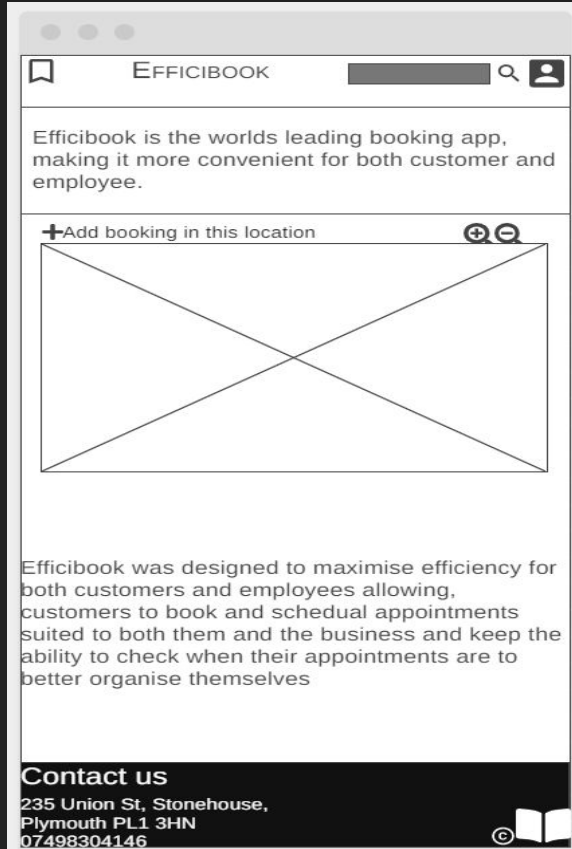 EFFICIBOOK
Efficibook is the worlds leading booking app,
making it more convenient for both customer and
employee.
Add booking in this location
Efficibook was designed to maximise efficiency for
both customers and employees allowing,
customers to book and schedual appointments
suited to both them and the business and keep the
ability to check when their appointments are to
better organise themselves
Contact us
235 Union St, Stonehouse,
Plymouth PL1 3HN
07498304146
©